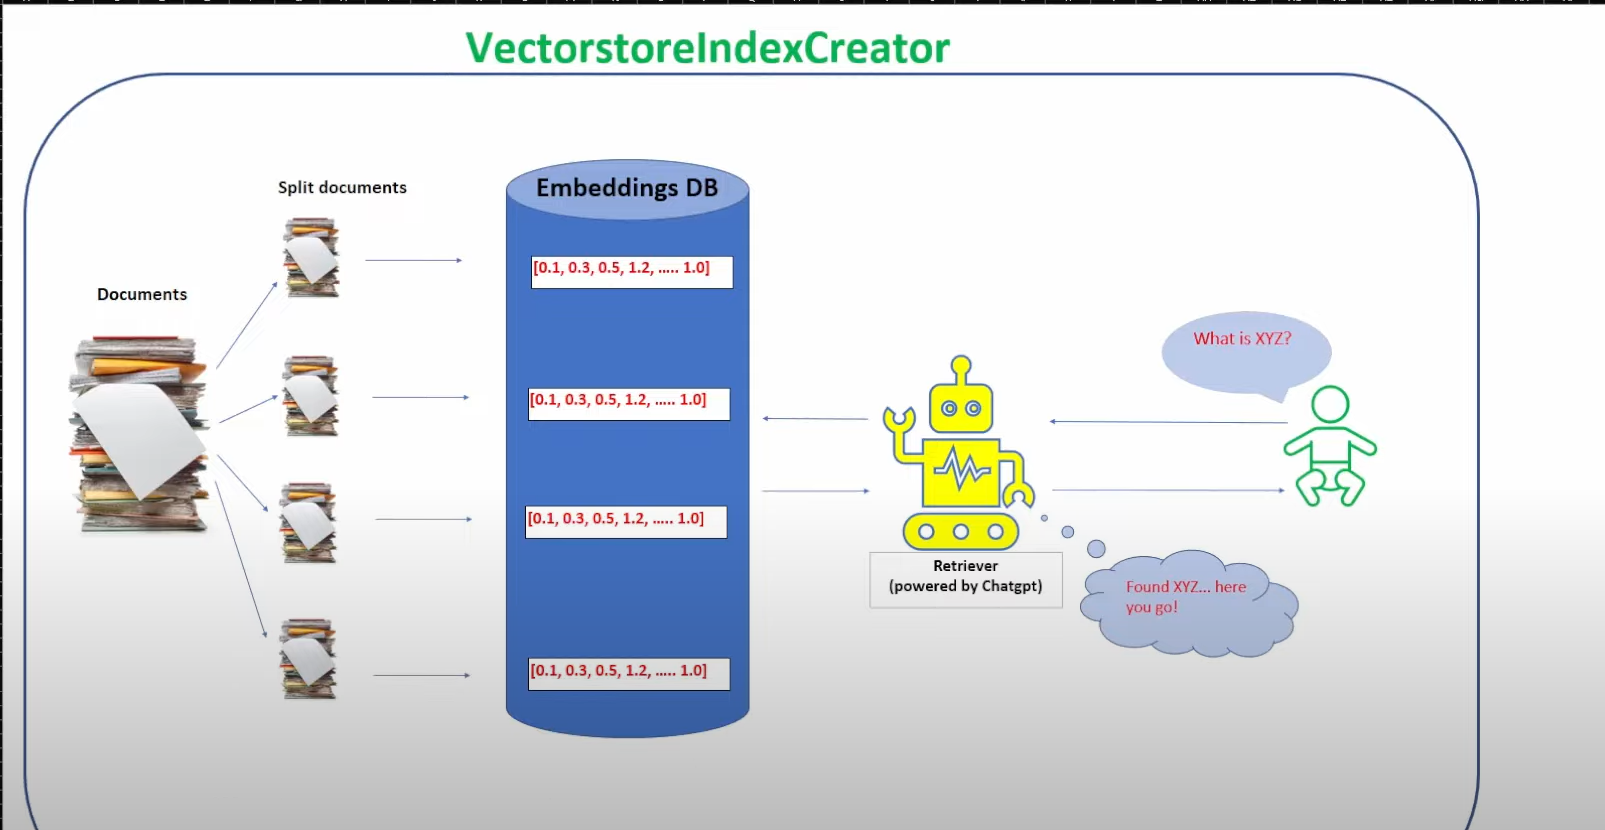 VectorstoreIndexCreator
Split documents
Embeddings DB
Documents
[0.1, 0.3, 0.5, 1.2, ..... 1.0]
[0.1, 0.3, 0.5, 1.2, ..... 1.0]
[0.1, 0.3, 0.5, 1.2, ..... 1.0]
[0.1, 0.3, 0.5, 1.2, ..... 1.0]
What is XYZ?
Retriever
(powered by Chatgpt)
Found XYZ... here
you go!